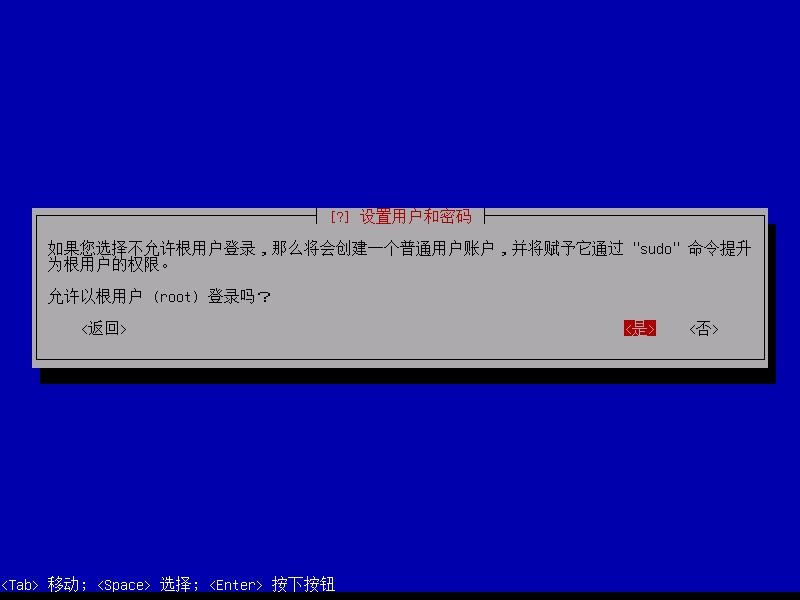 [?] 设置用户和密码
如果您选择不允许根用户登录,那么将会创建一个普通用户账户,并将赋予它通过 "sudo" 命令提升
为根用户的权限。
允许以根用户 (root) 登录吗?
<返回> <是> <否>
<Tab> 移动; <Space> 选择; <Enter> 按下按钮